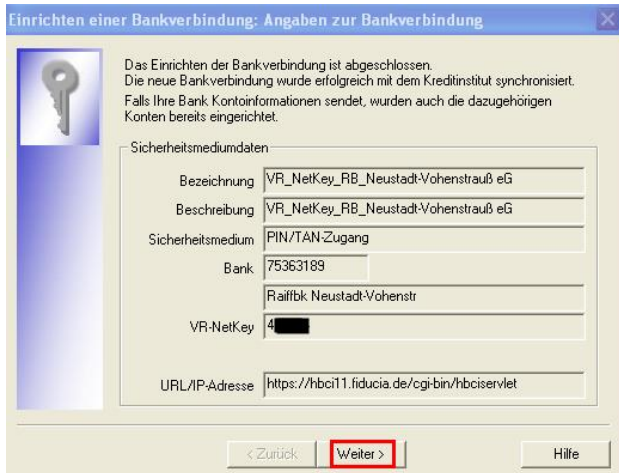 Einrichten einer Bankverbindung: Angaben zur Bankverbindung
Das Einrichten der Bankverbindung ist abgeschlossen.
Die neue Bankverbindung wurde erfolgreich mit dem Kreditinstitut synchronisiert.
Falls Ihre Bank Kontoinformationen sendet, wurden auch die dazugehörigen
Konten bereits eingerichtet.
Sicherheitsmediumdaten
Bezeichnung VR_NetKey_RB_Neustadt-Vohenstrauß eG
Beschreibung VR_NetKey_RB_Neustadt-Vohenstrauß eG
Sicherheitsmedium PIN/TAN-Zugang
Bank 75363189
Raiffbk Neustadt-Vohenstr
VR-NetKey 4
URL/IP-Adresse https://hbci11.fiducia.de/cgi-bin/hbciservlet
< Zurück Weiter > Hilfe